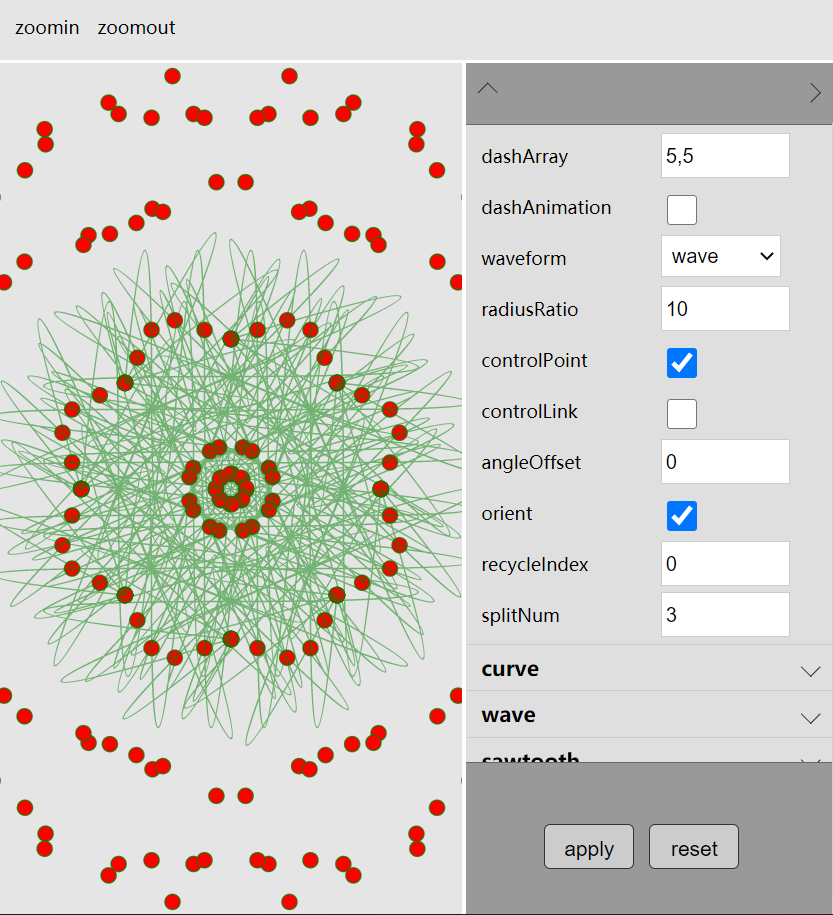 zoomin zoomout
dashArray 5,5
dashAnimation
waveform wave
radiusRatio 10
controlPoint
controlLink
angleOffset 0
orient
recycleIndex 0
splitNum 3
curve
wave
sawtooth
apply reset